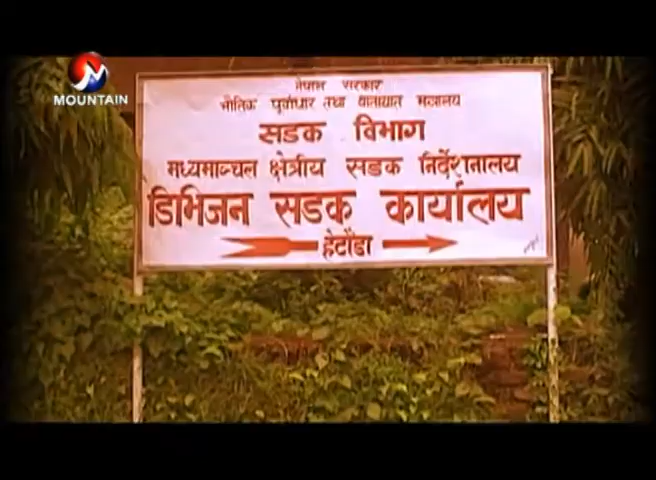 MOUNTAIN
नेपाल सरकार
भौतिक पूर्वाधार तथा यातायात मन्त्रालय
सडक विभाग
मध्यमाञ्चल क्षेत्रीय सडक निर्देशनालय
डिभिजन सडक कार्यालय
हेटौंडा